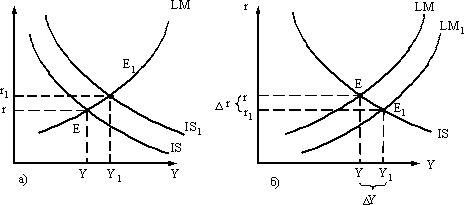 r
LM
E₁
r₁
r
E
IS₁
IS
Y
Y₁
Y
а)
r
LM
LM₁
E
Δr
r
r₁
E₁
IS
Y
Y
Y₁
ΔY
б)